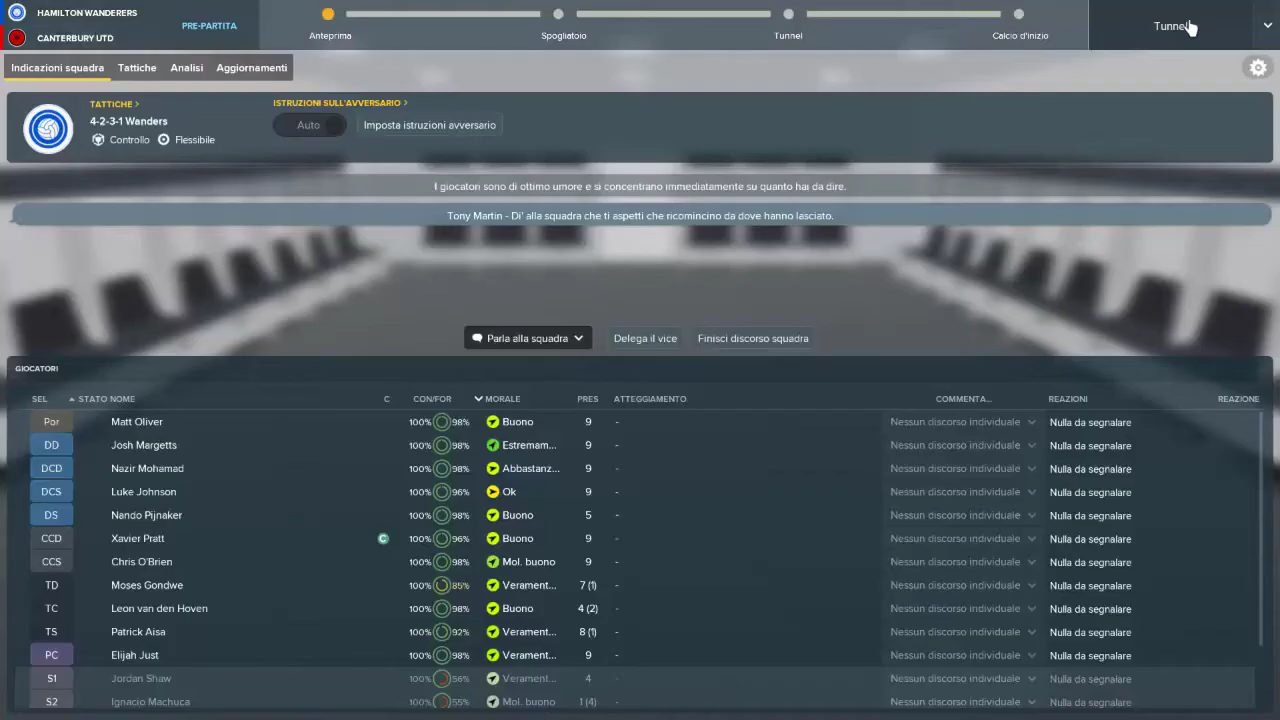 HAMILTON WANDERERS
CANTERBURY UTD
PRE-PARTITA
Anteprima
Spogliatoio
Tunnel
Calcio d'inizio
Tunnel
Indicazioni squadra Tattiche Analisi Aggiornamenti
TATTICHE >
4-2-3-1 Wanders
Controllo Flessibile
ISTRUZIONI SULL'AVVERSARIO >
Auto Imposta istruzioni avversario
I giocatori sono di ottimo umore e si concentrano immediatamente su quanto hai da dire.
Tony Martin - Di' alla squadra che ti aspetti che ricomincino da dove hanno lasciato.
Parla alla squadra Delega il vice Finisci discorso squadra
GIOCATORI
SEL STATO NOME C CON/FOR MORALE PRES ATTEGGIAMENTO COMMENTA... REAZIONI REAZIONE
Por Matt Oliver 100% 98% Buono 9 - Nessun discorso individuale Nulla da segnalare
DD Josh Margetts 100% 98% Estremam... 9 - Nessun discorso individuale Nulla da segnalare
DCD Nazir Mohamad 100% 98% Abbastanz... 9 - Nessun discorso individuale Nulla da segnalare
DCS Luke Johnson 100% 96% Ok 9 - Nessun discorso individuale Nulla da segnalare
DS Nando Pijnaker 100% 98% Buono 5 - Nessun discorso individuale Nulla da segnalare
CCD Xavier Pratt C 100% 96% Buono 9 - Nessun discorso individuale Nulla da segnalare
CCS Chris O'Brien 100% 98% Mol. buono 9 - Nessun discorso individuale Nulla da segnalare
TD Moses Gondwe 100% 85% Verament... 7 (1) - Nessun discorso individuale Nulla da segnalare
TC Leon van den Hoven 100% 98% Buono 4 (2) - Nessun discorso individuale Nulla da segnalare
TS Patrick Aisa 100% 92% Verament... 8 (1) - Nessun discorso individuale Nulla da segnalare
PC Elijah Just 100% 98% Verament... 9 - Nessun discorso individuale Nulla da segnalare
S1 Jordan Shaw 100% 56% Verament... 4 - Nessun discorso individuale Nulla da segnalare
S2 Ignacio Machuca 100% 55% Mol. buono 1 (4) - Nessun discorso individuale Nulla da segnalare